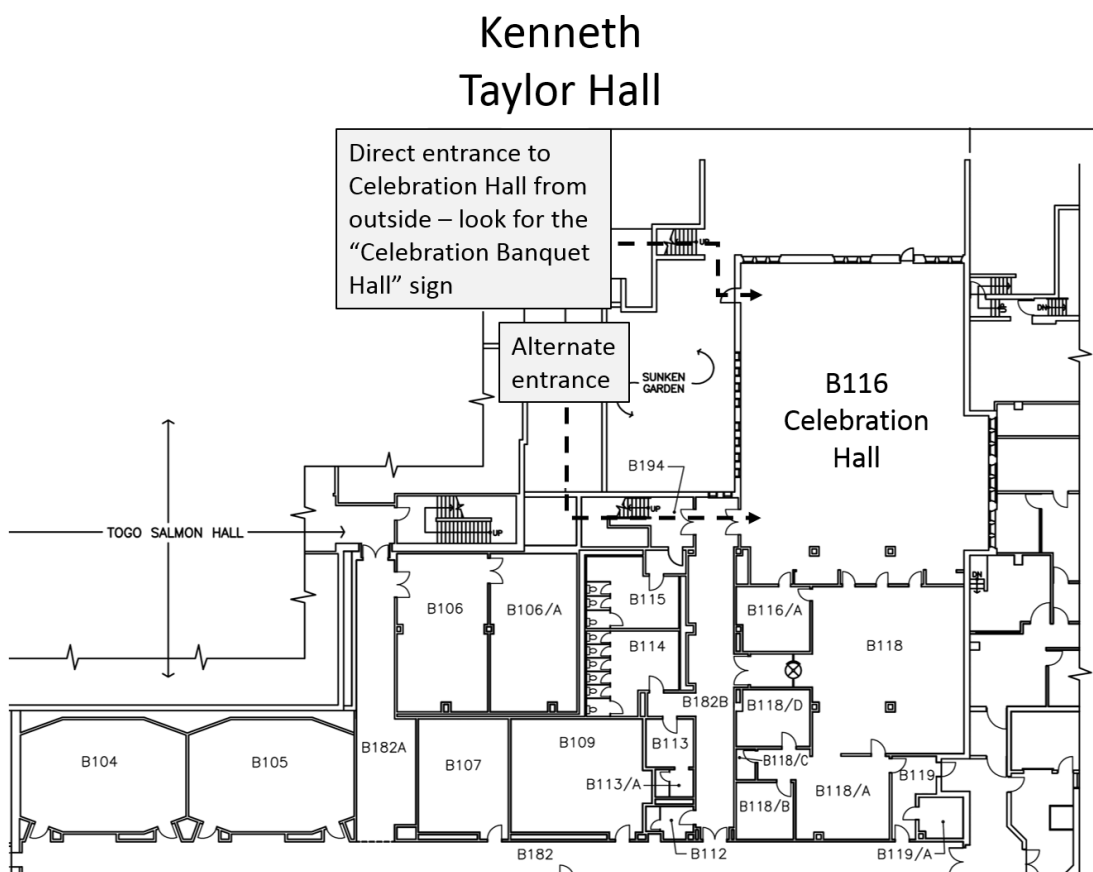 Kenneth
Taylor Hall
Direct entrance to
Celebration Hall from
outside – look for the
“Celebration Banquet
Hall” sign
UP
Alternate
entrance
SUNKEN
GARDEN
B116
Celebration
Hall
UP
DN
B194
TOGO SALMON HALL
UP
UP
DN
B106
B106/A
B115
B116/A
B114
B118
B182B
B118/D
B182A
B104
B105
B107
B109
B113
B113/A
B118/C
B118/B
B118/A
B119
B182
B112
B119/A